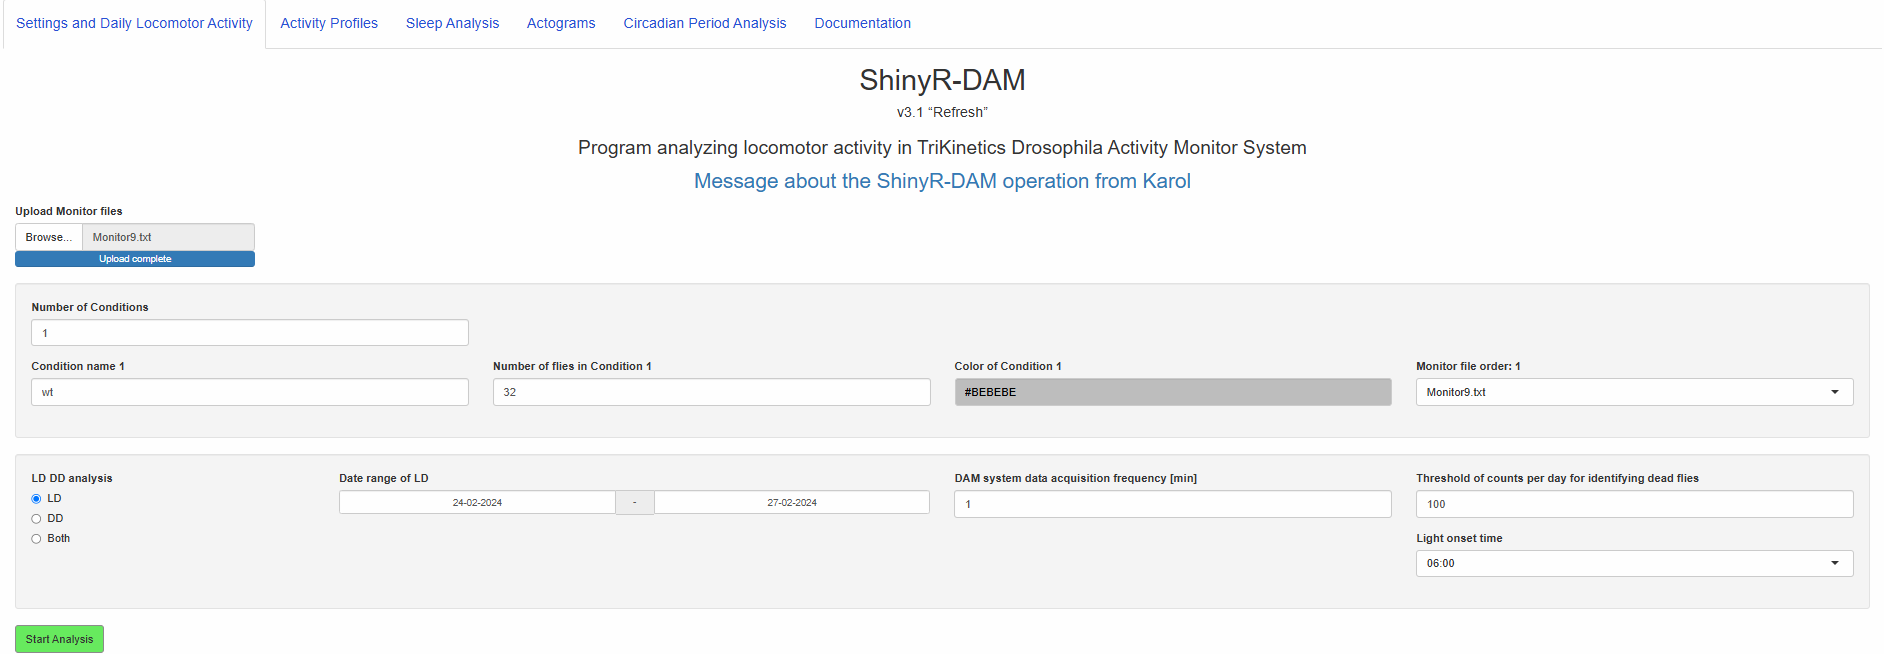 Settings and Daily Locomotor Activity Activity Profiles Sleep Analysis Actograms Circadian Period Analysis Documentation
ShinyR-DAM
v3.1 “Refresh”
Program analyzing locomotor activity in TriKinetics Drosophila Activity Monitor System
Message about the ShinyR-DAM operation from Karol
Upload Monitor files
Browse... Monitor9.txt
Upload complete
Number of Conditions
1
Condition name 1 Number of flies in Condition 1 Color of Condition 1 Monitor file order: 1
wt 32 #BEBEBE Monitor9.txt
LD DD analysis Date range of LD DAM system data acquisition frequency [min] Threshold of counts per day for identifying dead flies
LD 24-02-2024 - 27-02-2024 1 100
DD
Both Light onset time
06:00
Start Analysis